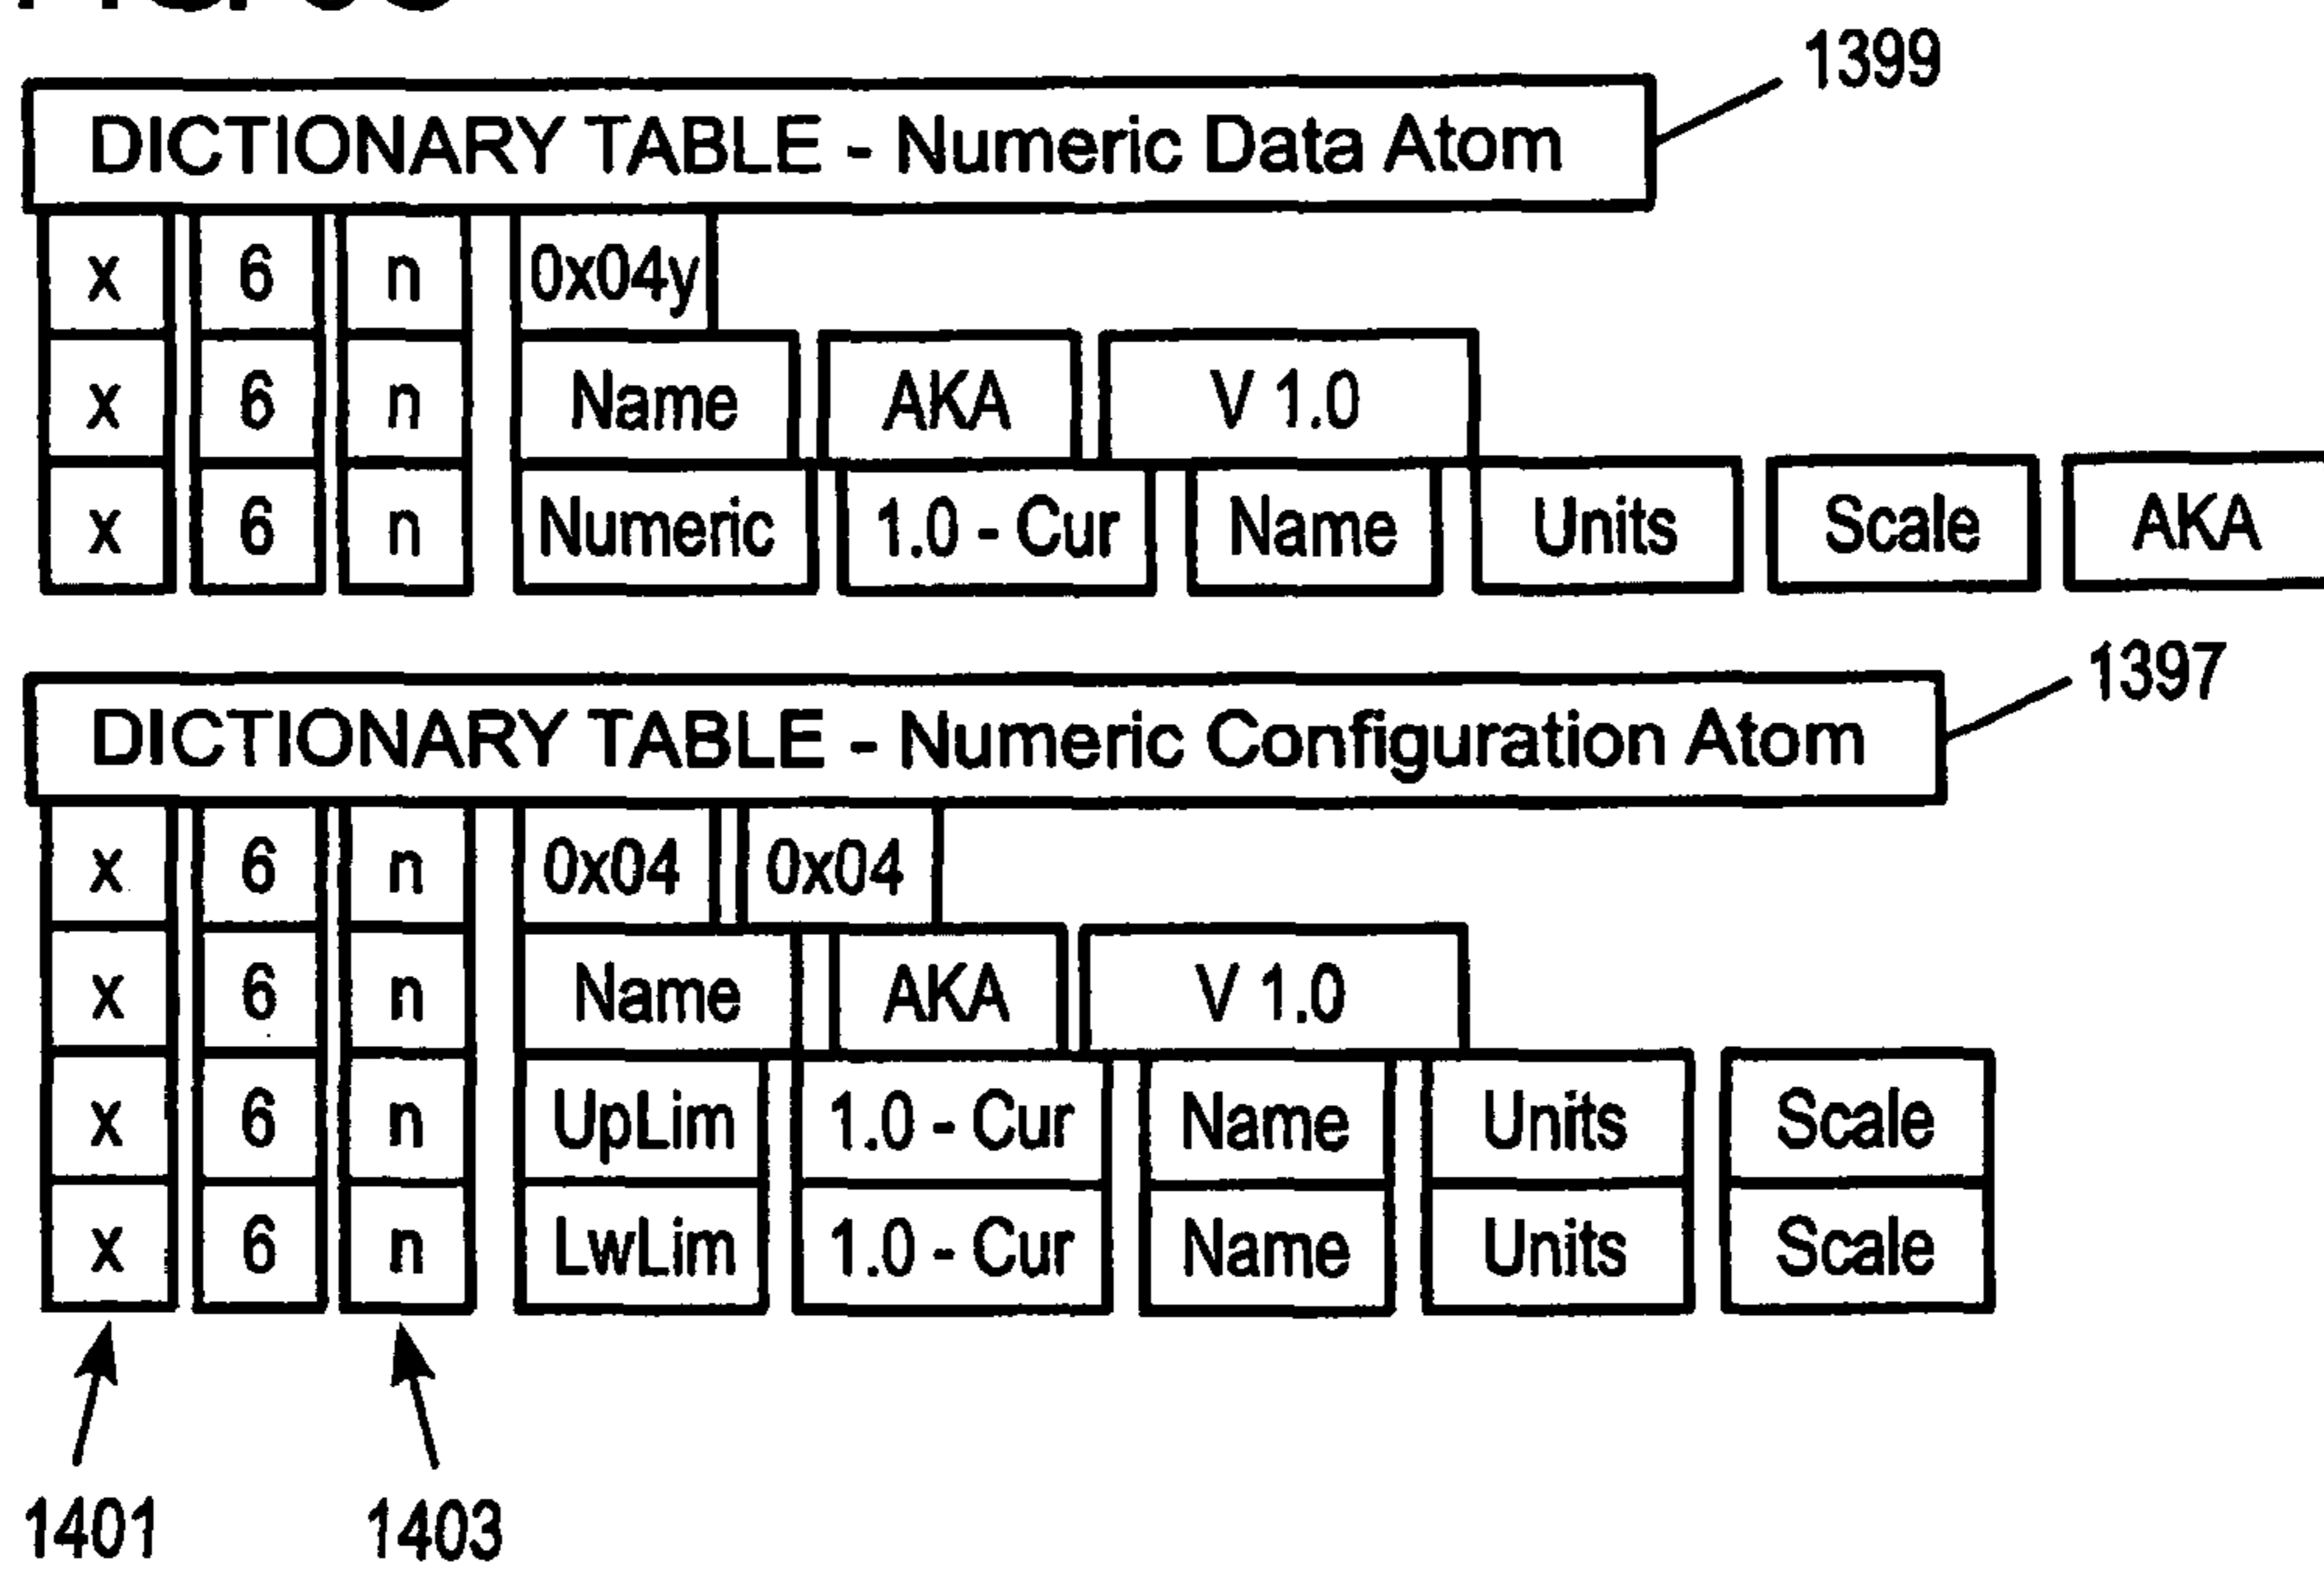 1399
DICTIONARY TABLE - Numeric Data Atom
x 6 n 0x04y
x 6 n Name AKA V 1.0
x 6 n Numeric 1.0 - Cur Name Units Scale AKA
1397
DICTIONARY TABLE - Numeric Configuration Atom
x 6 n 0x04 0x04
x 6 n Name AKA V 1.0
x 6 n UpLim 1.0 - Cur Name Units Scale
x 6 n LwLim 1.0 - Cur Name Units Scale
1401 1403